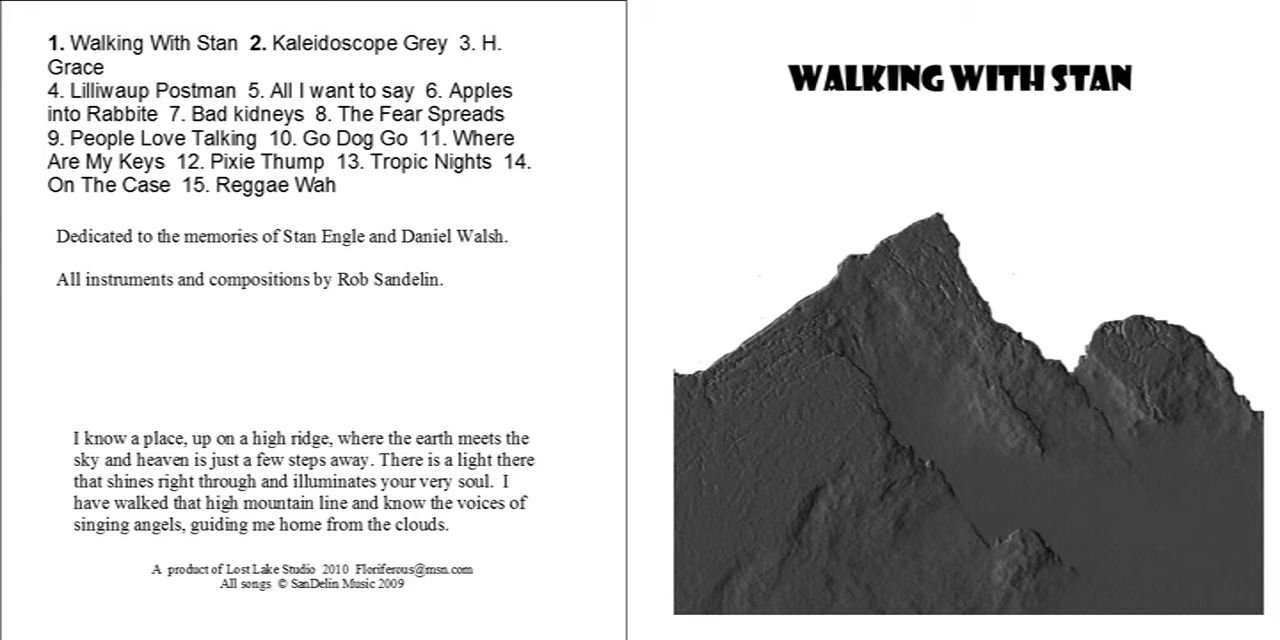 1. Walking With Stan  2. Kaleidoscope Grey  3. H.
Grace
4. Lilliwaup Postman  5. All I want to say  6. Apples
into Rabbite  7. Bad kidneys  8. The Fear Spreads
9. People Love Talking  10. Go Dog Go  11. Where
Are My Keys  12. Pixie Thump  13. Tropic Nights  14.
On The Case  15. Reggae Wah
Dedicated to the memories of Stan Engle and Daniel Walsh.
All instruments and compositions by Rob Sandelin.
I know a place, up on a high ridge, where the earth meets the
sky and heaven is just a few steps away. There is a light there
that shines right through and illuminates your very soul.  I
have walked that high mountain line and know the voices of
singing angels, guiding me home from the clouds.
A product of Lost Lake Studio  2010  Floriferous@msn.com
All songs  © SanDelin Music 2009
WALKING WITH STAN